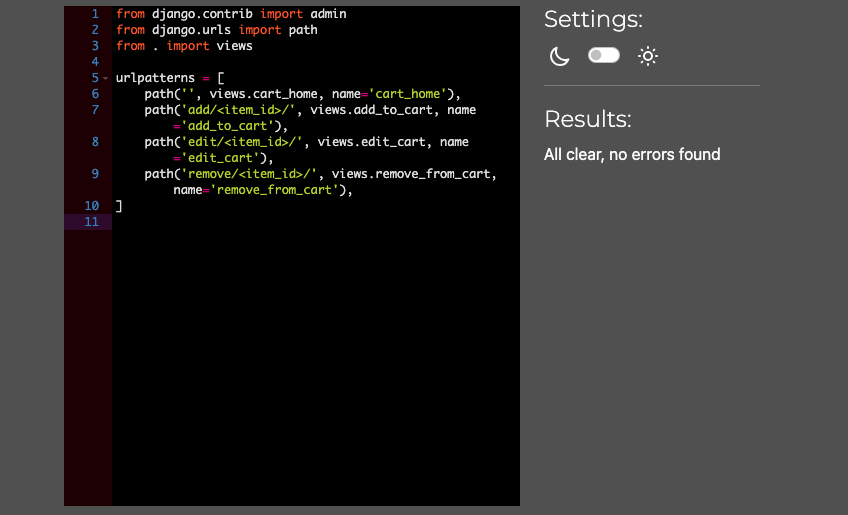 1 from django.contrib import admin
2 from django.urls import path
3 from . import views
4
5 urlpatterns = [
6 path('', views.cart_home, name='cart_home'),
7 path('add/<item_id>/', views.add_to_cart, name
='add_to_cart'),
8 path('edit/<item_id>/', views.edit_cart, name
='edit_cart'),
9 path('remove/<item_id>/', views.remove_from_cart,
name='remove_from_cart'),
10 ]
11
Settings:
Results:
All clear, no errors found